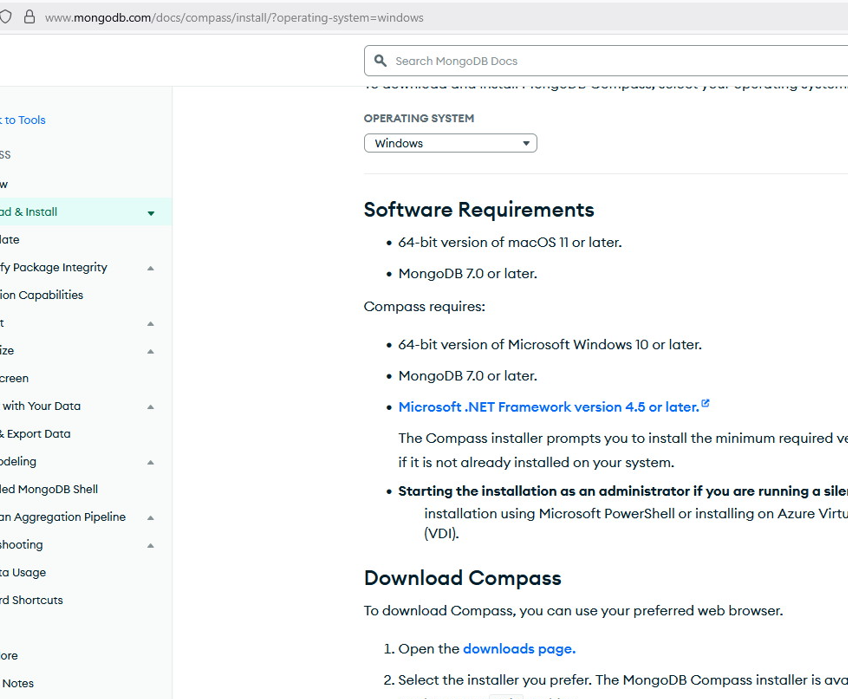 www.mongodb.com/docs/compass/install/?operating-system=windows
Search MongoDB Docs
To download and install MongoDB Compass, select your operating system
to Tools
OPERATING SYSTEM
Windows
Software Requirements
• 64-bit version of macOS 11 or later.
• MongoDB 7.0 or later.
Compass requires:
• 64-bit version of Microsoft Windows 10 or later.
• MongoDB 7.0 or later.
• Microsoft .NET Framework version 4.5 or later.
The Compass installer prompts you to install the minimum required ve
if it is not already installed on your system.
• Starting the installation as an administrator if you are running a sile
installation using Microsoft PowerShell or installing on Azure Virtu
(VDI).
Download Compass
To download Compass, you can use your preferred web browser.
1. Open the downloads page.
2. Select the installer you prefer. The MongoDB Compass installer is ava
SS
w
ad & Install
date
fy Package Integrity
ion Capabilities
t
ize
creen
with Your Data
& Export Data
odeling
ded MongoDB Shell
an Aggregation Pipeline
shooting
ta Usage
rd Shortcuts
ore
Notes